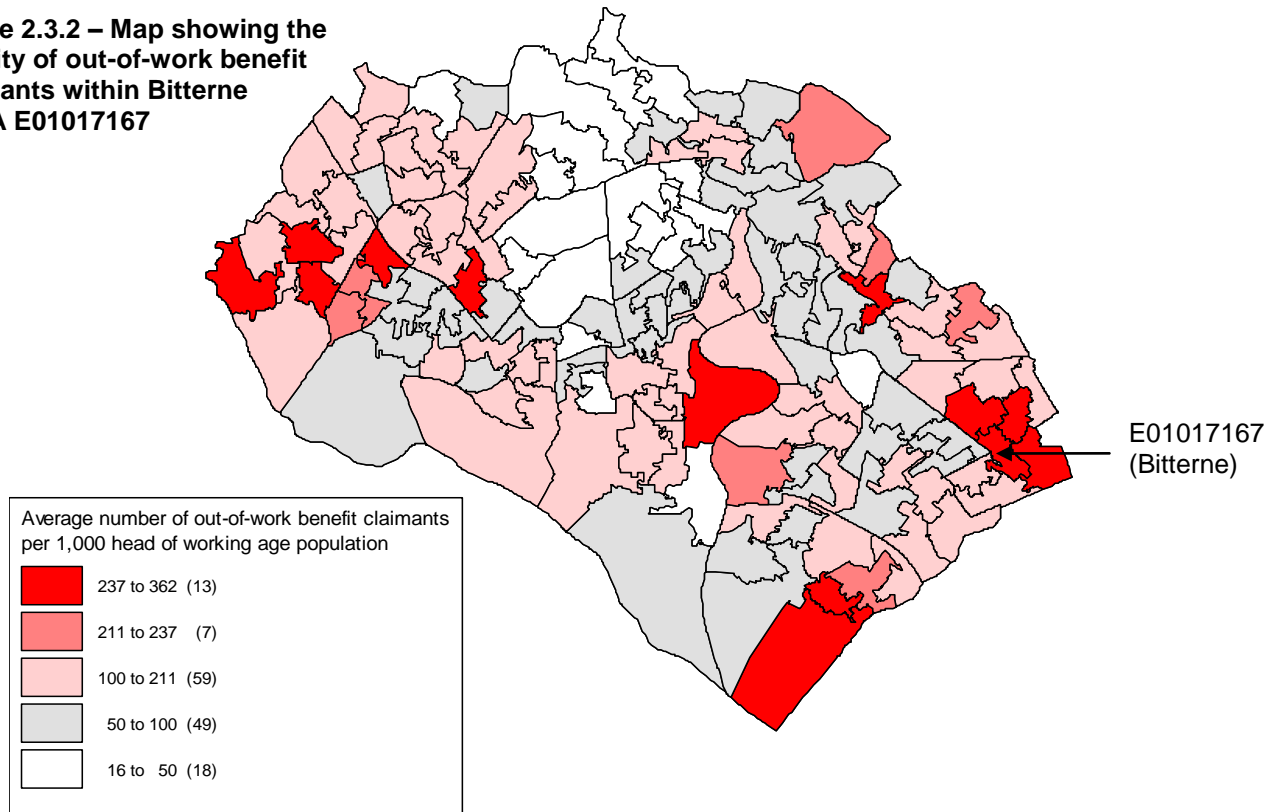 e 2.3.2 – Map showing the
ity of out-of-work benefit
ants within Bitterne
A E01017167
E01017167
(Bitterne)
Average number of out-of-work benefit claimants
per 1,000 head of working age population
237 to 362 (13)
211 to 237 (7)
100 to 211 (59)
50 to 100 (49)
16 to 50 (18)